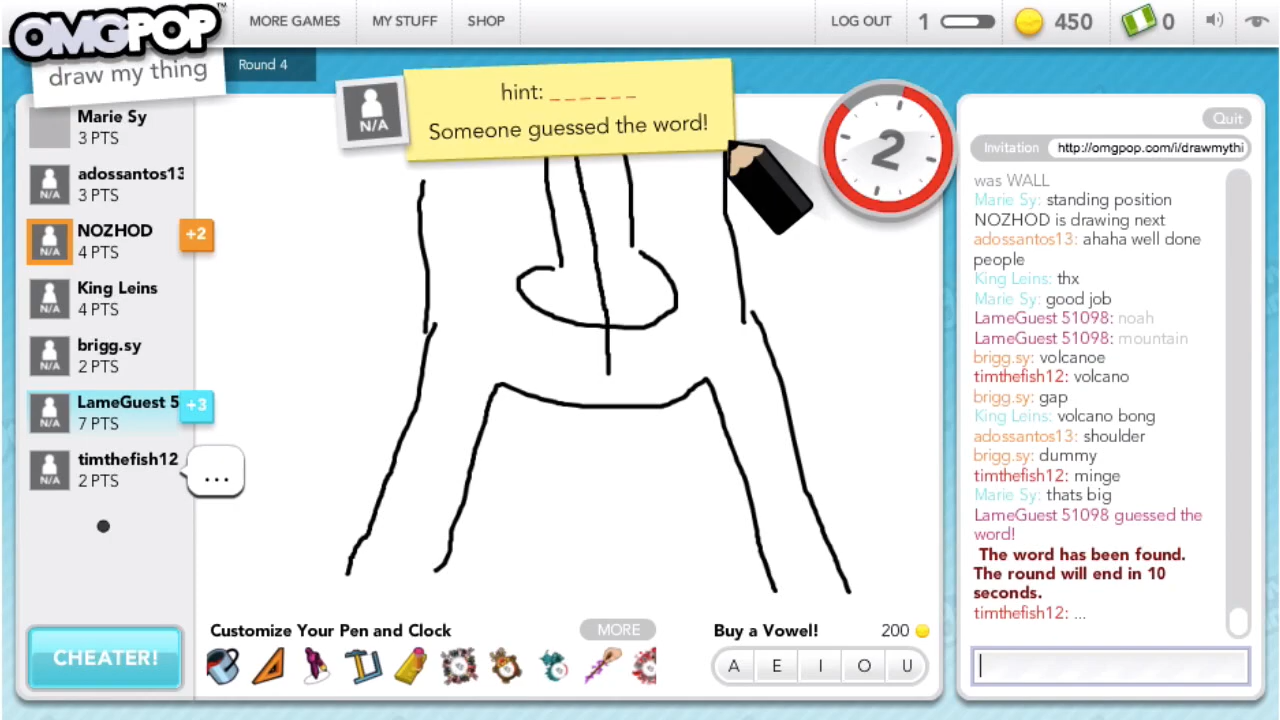 OMGPOP™
MORE GAMES
MY STUFF
SHOP
LOG OUT
1
450
0
draw my thing
Round 4
Marie Sy
3 PTS
N/A
adossantos13
3 PTS
N/A
NOZHOD
4 PTS
+2
N/A
King Leins
4 PTS
N/A
brigg.sy
2 PTS
N/A
LameGuest 5
7 PTS
+3
N/A
timthefish12
2 PTS
...
CHEATER!
N/A
hint: _ _ _ _ _ _
Someone guessed the word!
2
Customize Your Pen and Clock
MORE
Buy a Vowel!
200
A E I O U
Quit
Invitation http://omgpop.com/i/drawmythi
was WALL
Marie Sy: standing position
NOZHOD is drawing next
adossantos13: ahaha well done
people
King Leins: thx
Marie Sy: good job
LameGuest 51098: noah
LameGuest 51098: mountain
brigg.sy: volcanoe
timthefish12: volcano
brigg.sy: gap
King Leins: volcano bong
adossantos13: shoulder
brigg.sy: dummy
timthefish12: minge
Marie Sy: thats big
LameGuest 51098 guessed the
word!
The word has been found.
The round will end in 10
seconds.
timthefish12: ...